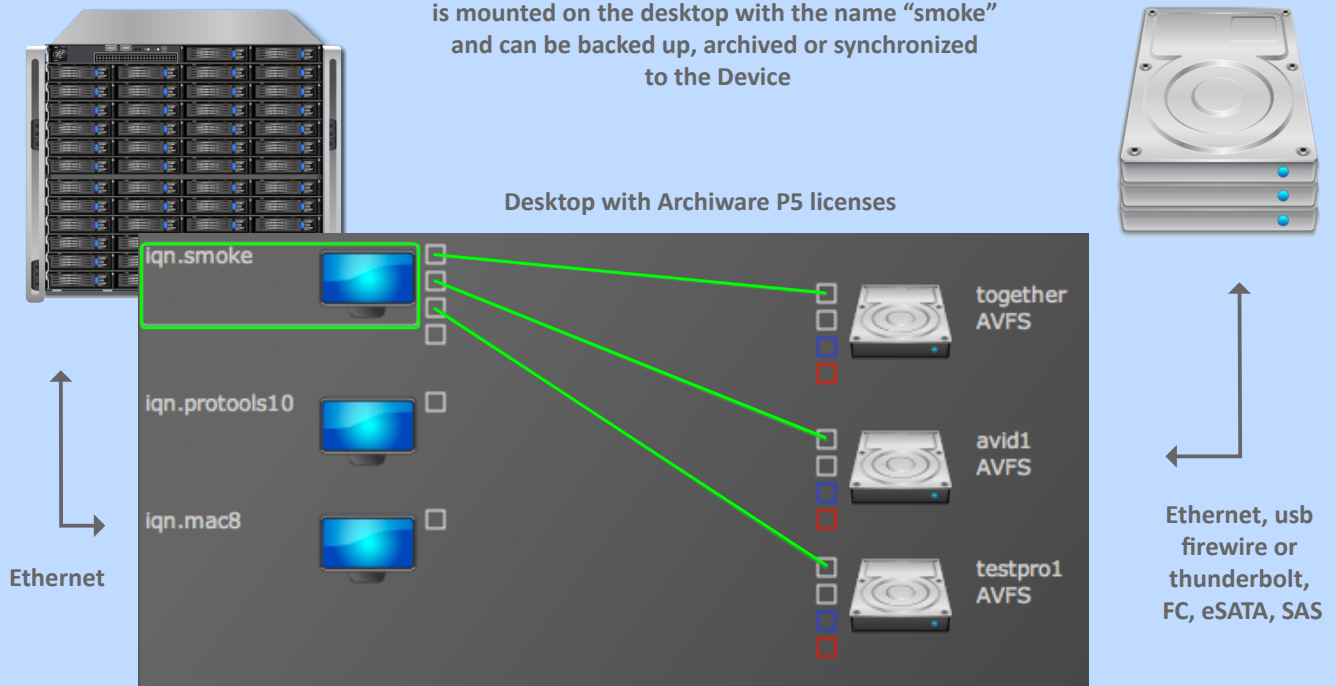 is mounted on the desktop with the name “smoke”
and can be backed up, archived or synchronized
to the Device
Desktop with Archiware P5 licenses
iqn.smoke
together
AVFS
iqn.protools10
avid1
AVFS
iqn.mac8
testpro1
AVFS
Ethernet
Ethernet, usb
firewire or
thunderbolt,
FC, eSATA, SAS